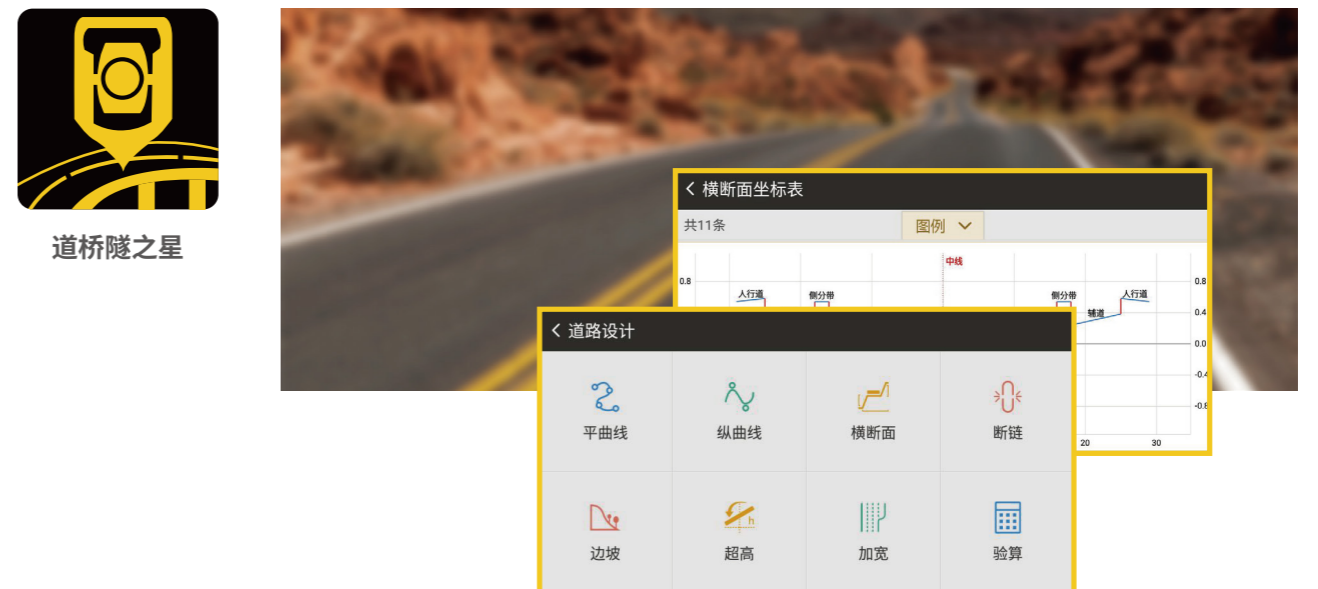 道桥隧之星
横断面坐标表
共11条
图例
中线
0.8
0.8
人行道
侧分带
侧分带
人行道
辅道
0.4
0.0
-0.4
-0.8
20
30
道路设计
平曲线
纵曲线
横断面
断链
h
边坡
超高
加宽
验算